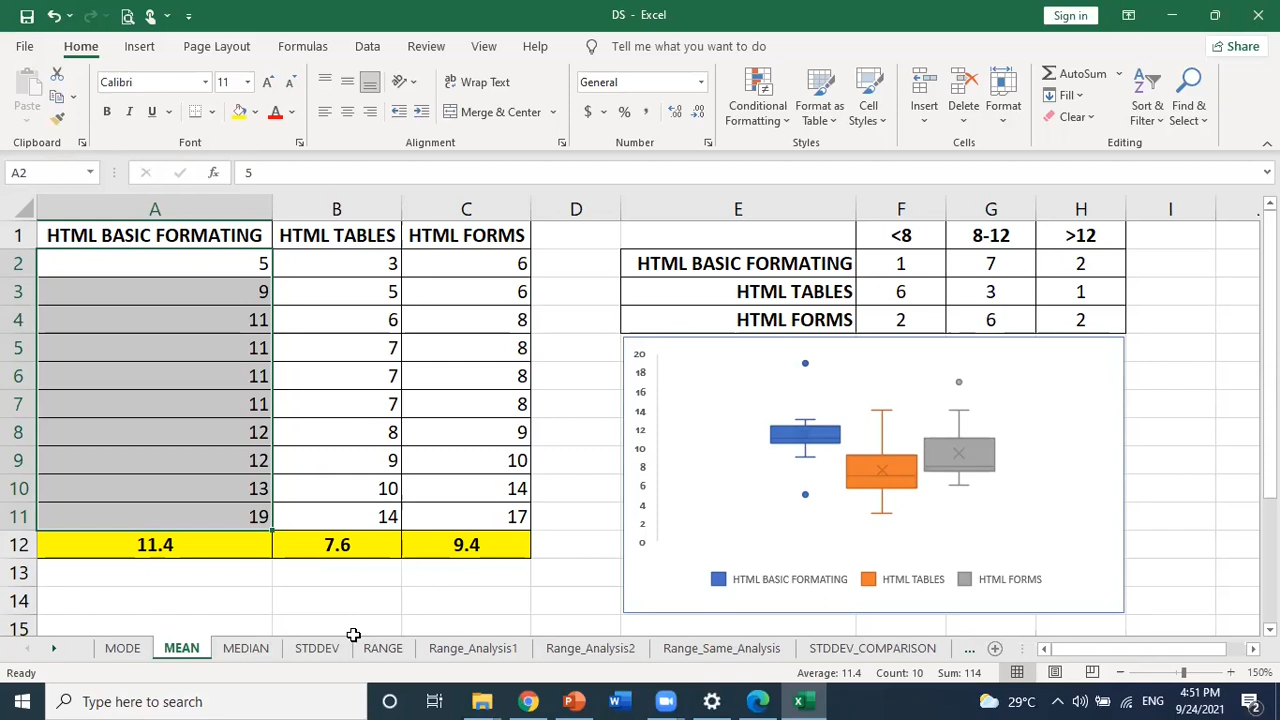 DS - Excel
Sign in
File Home Insert Page Layout Formulas Data Review View Help Tell me what you want to do Share
Calibri 11 Wrap Text General AutoSum
Paste Merge & Center Conditional Formatting Format as Table Cell Styles Insert Delete Format Fill Clear Sort & Filter Find & Select
B I U A $ % ,
Clipboard Font Alignment Number Styles Cells Editing
A2 fx 5
A B C D E F G H I
1 HTML BASIC FORMATING HTML TABLES HTML FORMS <8 8-12 >12
2 5 3 6 HTML BASIC FORMATING 1 7 2
3 9 5 6 HTML TABLES 6 3 1
4 11 6 8 HTML FORMS 2 6 2
5 11 7 8
6 11 7 8
7 11 7 8
8 12 8 9
9 12 9 10
10 13 10 14
11 19 14 17
12 11.4 7.6 9.4
13
14
15
20
18
16
14
12
10
8
6
4
2
0
HTML BASIC FORMATING HTML TABLES HTML FORMS
MODE MEAN MEDIAN STDDEV RANGE Range_Analysis1 Range_Analysis2 Range_Same_Analysis STDDEV_COMPARISON ...
Ready Average: 11.4 Count: 10 Sum: 114 150%
Type here to search 29°C ENG 4:51 PM
9/24/2021 2